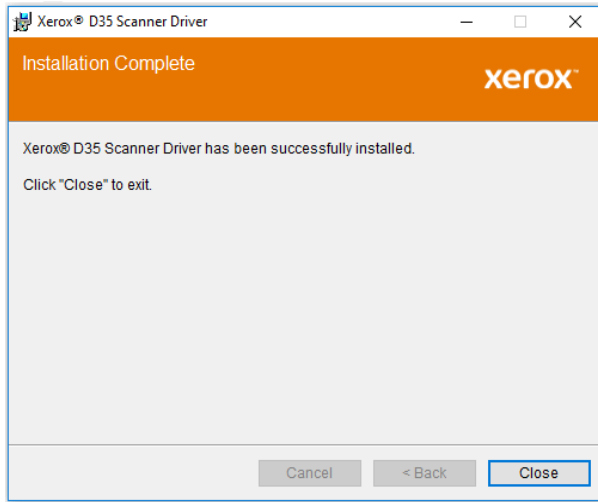 Xerox® D35 Scanner Driver
Installation Complete
xerox™
Xerox® D35 Scanner Driver has been successfully installed.
Click "Close" to exit.
Cancel
< Back
Close